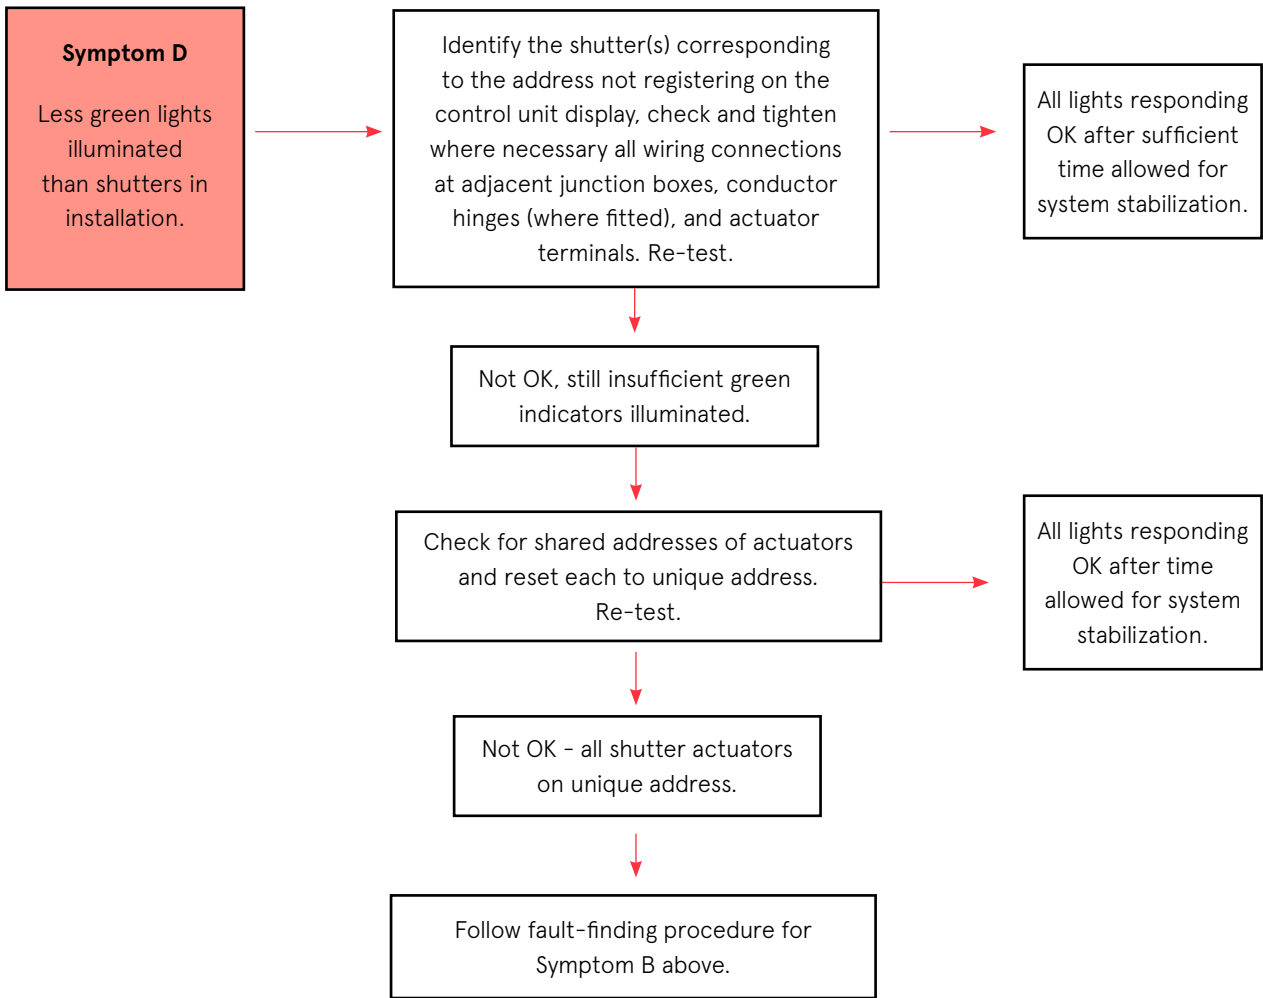 Symptom D
Less green lights
illuminated
than shutters in
installation.
Identify the shutter(s) corresponding
to the address not registering on the
control unit display, check and tighten
where necessary all wiring connections
at adjacent junction boxes, conductor
hinges (where fitted), and actuator
terminals. Re-test.
All lights responding
OK after sufficient
time allowed for
system stabilization.
Not OK, still insufficient green
indicators illuminated.
Check for shared addresses of actuators
and reset each to unique address.
Re-test.
All lights responding
OK after time
allowed for system
stabilization.
Not OK - all shutter actuators
on unique address.
Follow fault-finding procedure for
Symptom B above.